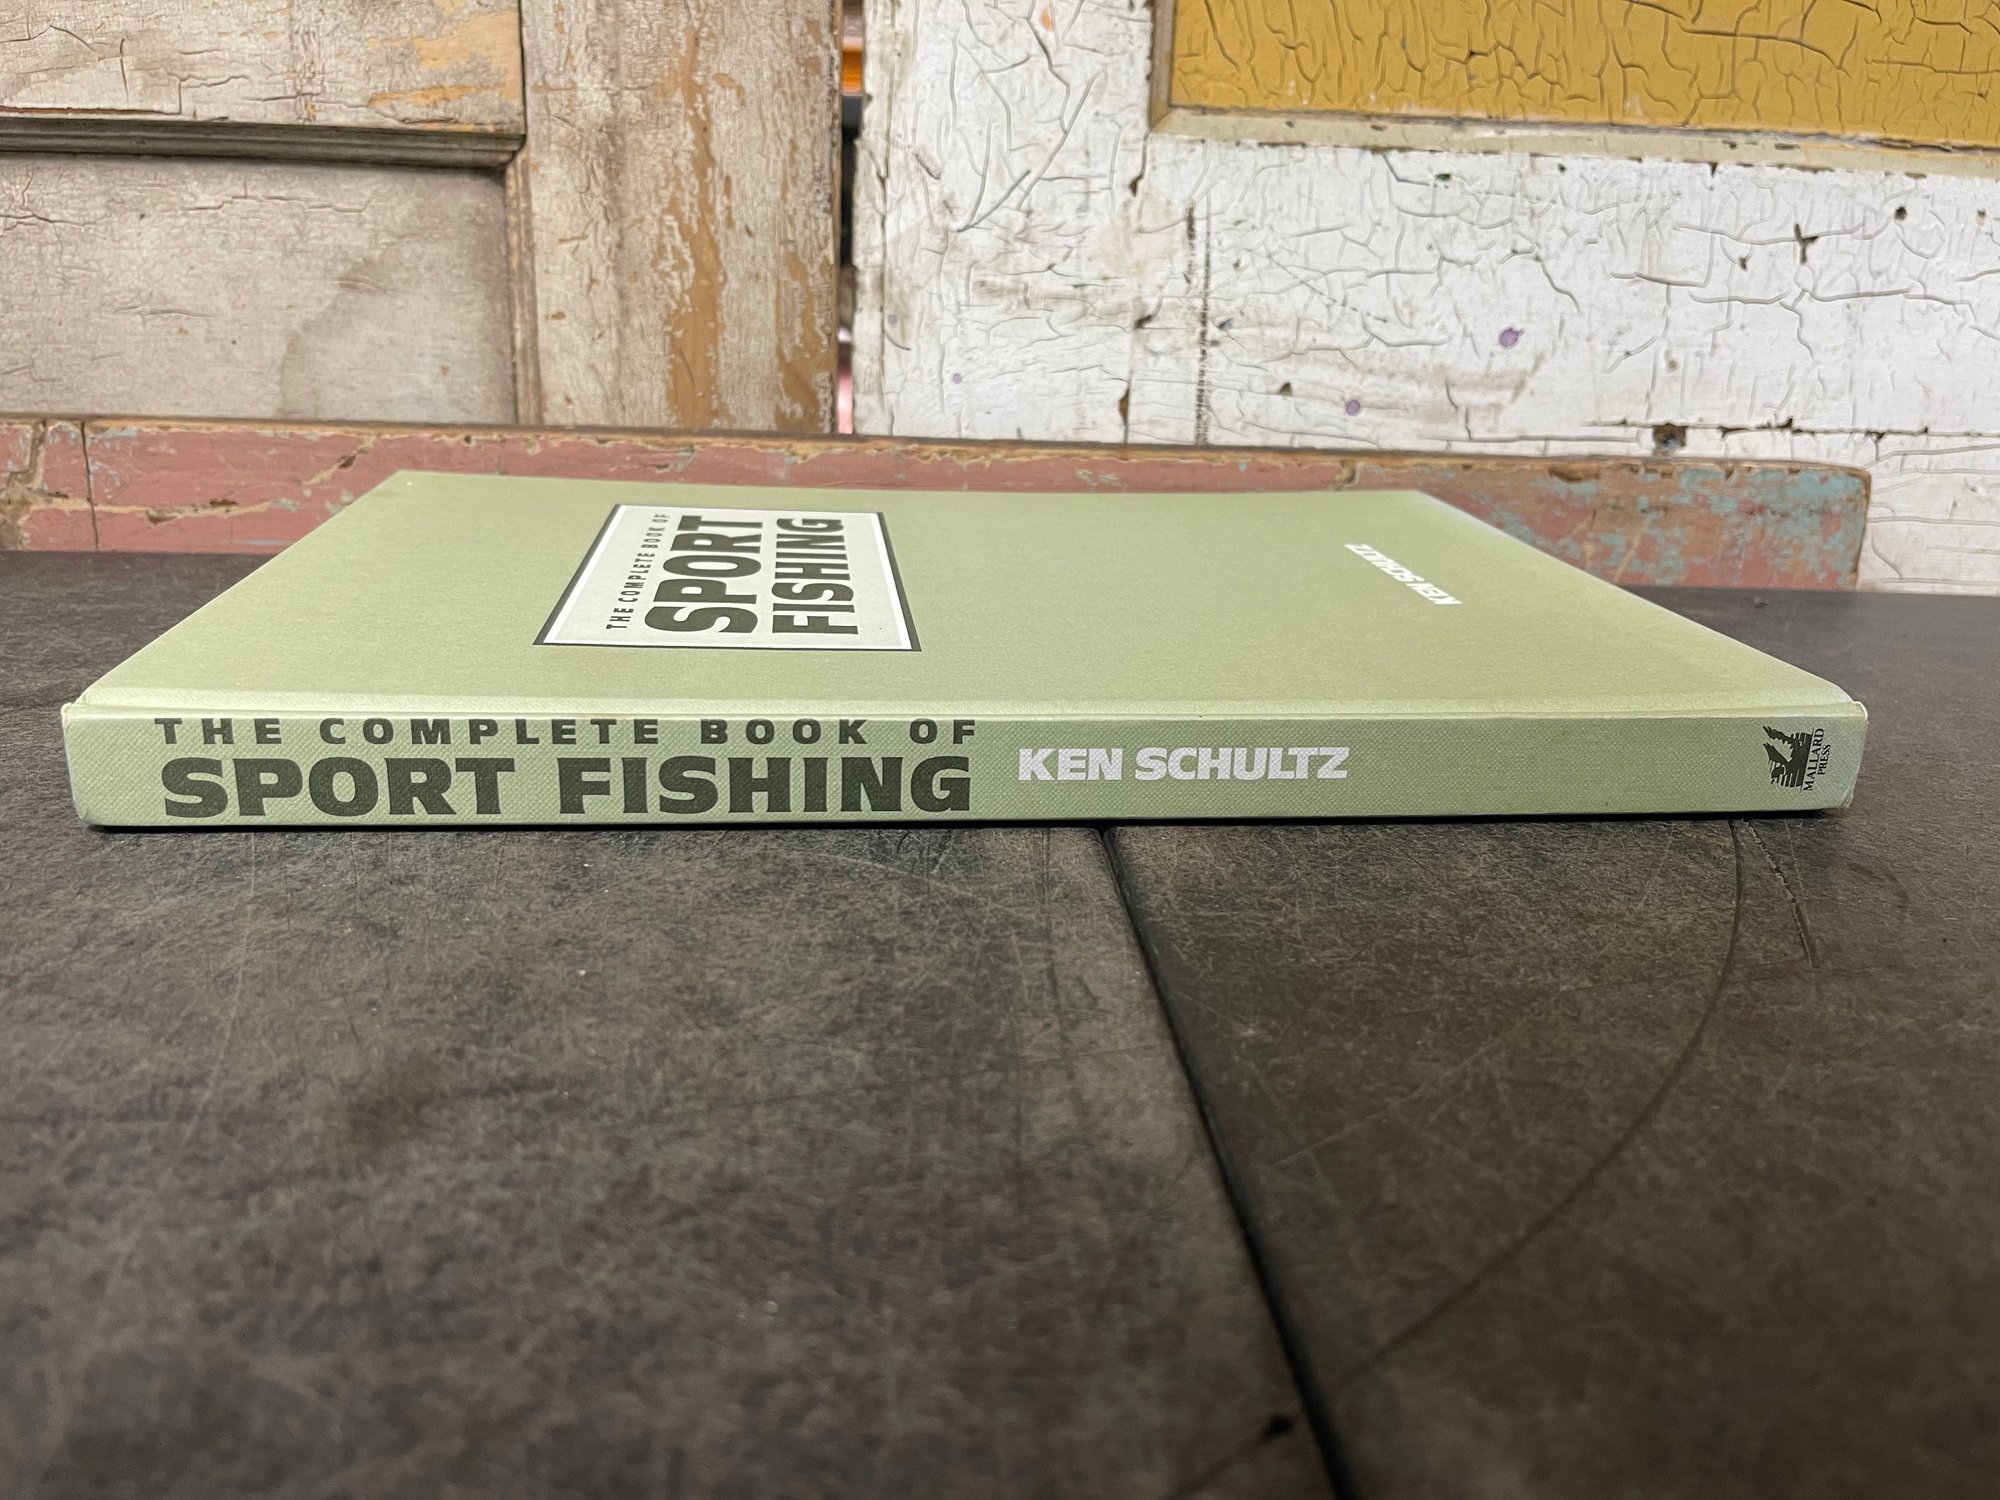 THE COMPLETE BOOK OF
SPORT
FISHING
KEN SCHULTZ
THE COMPLETE BOOK OF
SPORT FISHING
KEN SCHULTZ
MALLARD
PRESS